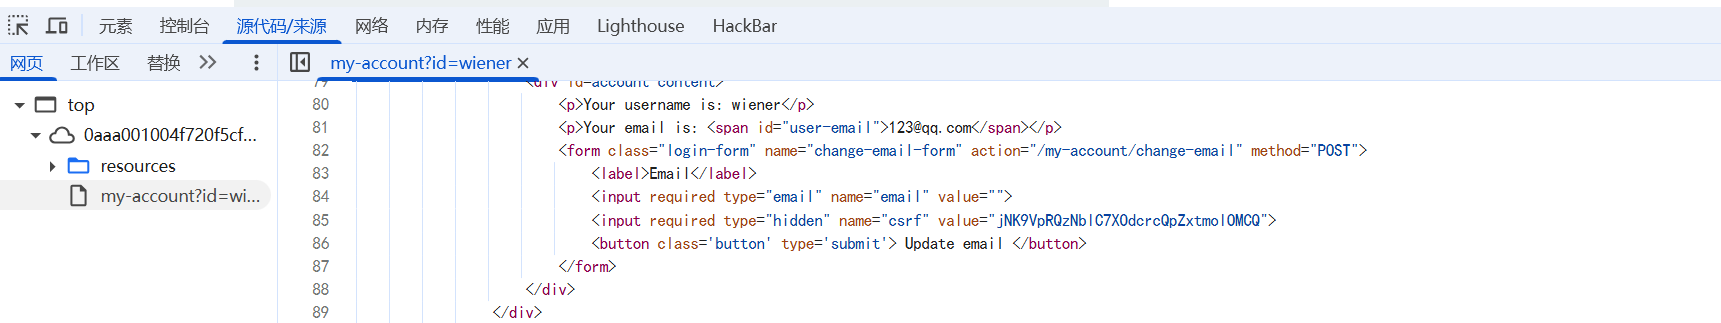 元素 控制台 源代码/来源 网络 内存 性能 应用 Lighthouse HackBar
网页 工作区 替换 my-account?id=wiener
top
0aaa001004f720f5cf...
resources
my-account?id=wi...
79 <div id=account-content>
80 <p>Your username is: wiener</p>
81 <p>Your email is: <span id="user-email">123@qq.com</span></p>
82 <form class="login-form" name="change-email-form" action="/my-account/change-email" method="POST">
83 <label>Email</label>
84 <input required type="email" name="email" value="">
85 <input required type="hidden" name="csrf" value="jNK9VpRQzNblC7XOdcrcQpZxtmolOMCQ">
86 <button class='button' type='submit'> Update email </button>
87 </form>
88 </div>
89 </div>